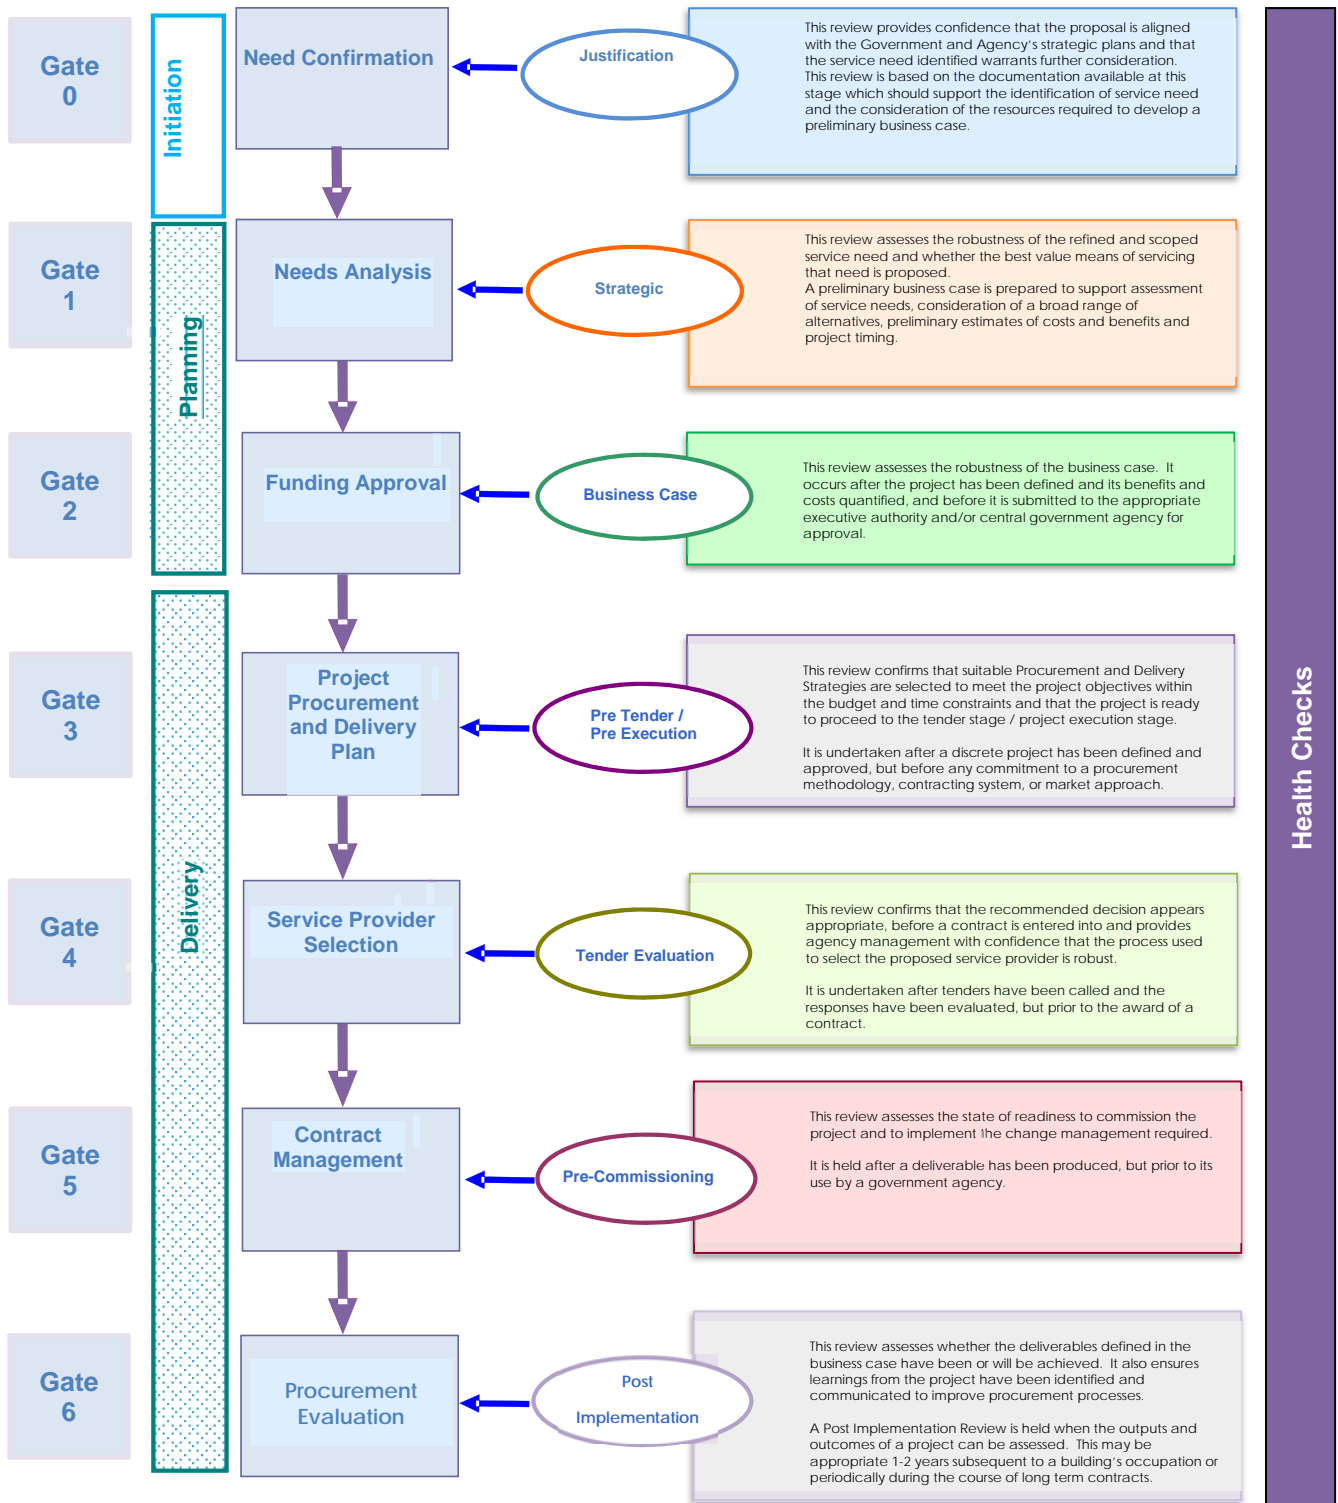 Gate
0
Initiation
Need Confirmation
Justification
This review provides confidence that the proposal is aligned
with the Government and Agency's strategic plans and that
the service need identified warrants further consideration.
This review is based on the documentation available at this
stage which should support the identification of service need
and the consideration of the resources required to develop a
preliminary business case.
Gate
1
Planning
Needs Analysis
Strategic
This review assesses the robustness of the refined and scoped
service need and whether the best value means of servicing
that need is proposed.
A preliminary business case is prepared to support assessment
of service needs, consideration of a broad range of
alternatives, preliminary estimates of costs and benefits and
project timing.
Gate
2
Funding Approval
Business Case
This review assesses the robustness of the business case.  It
occurs after the project has been defined and its benefits and
costs quantified, and before it is submitted to the appropriate
executive authority and/or central government agency for
approval.
Gate
3
Delivery
Project
Procurement
and Delivery
Plan
Pre Tender /
Pre Execution
This review confirms that suitable Procurement and Delivery
Strategies are selected to meet the project objectives within
the budget and time constraints and that the project is ready
to proceed to the tender stage / project execution stage.
It is undertaken after a discrete project has been defined and
approved, but before any commitment to a procurement
methodology, contracting system, or market approach.
Gate
4
Service Provider
Selection
Tender Evaluation
This review confirms that the recommended decision appears
appropriate, before a contract is entered into and provides
agency management with confidence that the process used
to select the proposed service provider is robust.
It is undertaken after tenders have been called and the
responses have been evaluated, but prior to the award of a
contract.
Gate
5
Contract
Management
Pre-Commissioning
This review assesses the state of readiness to commission the
project and to implement the change management required.
It is held after a deliverable has been produced, but prior to its
use by a government agency.
Gate
6
Procurement
Evaluation
Post
Implementation
This review assesses whether the deliverables defined in the
business case have been or will be achieved.  It also ensures
learnings from the project have been identified and
communicated to improve procurement processes.
A Post Implementation Review is held when the outputs and
outcomes of a project can be assessed.  This may be
appropriate 1-2 years subsequent to a building's occupation or
periodically during the course of long term contracts.
Health Checks